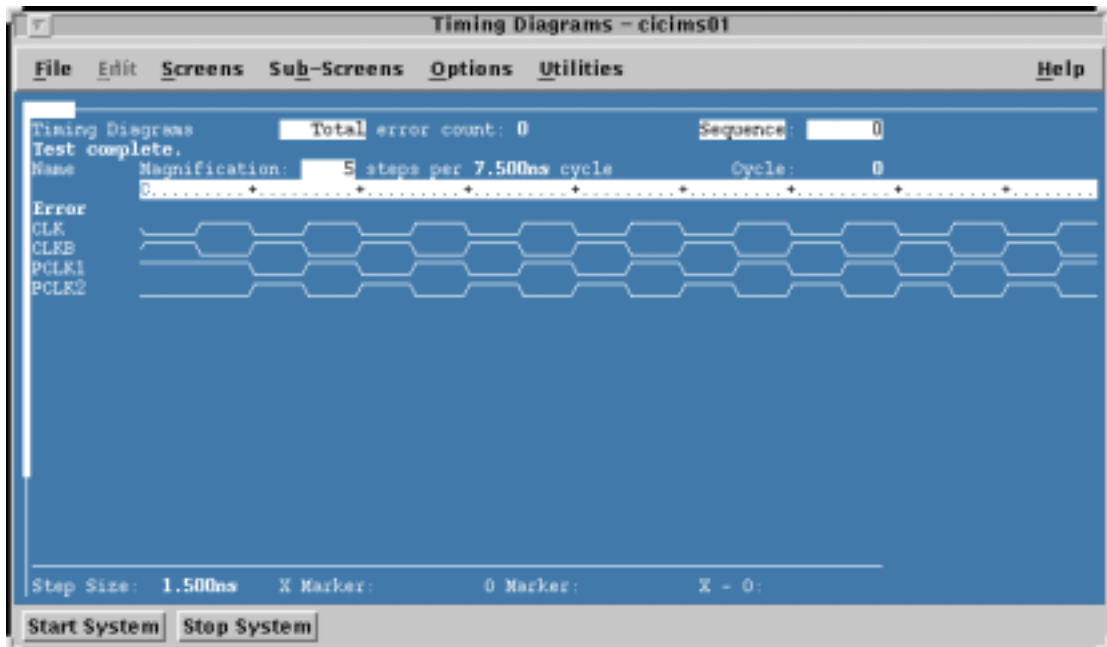 Timing Diagrams - cicims01
File Edit Screens Sub-Screens Options Utilities Help
Timing Diagrams Total error count: 0 Sequence: 0
Test complete.
Name Magnification: 5 steps per 7.500ns cycle Cycle: 0
C.........+.........+.........+.........+.........+.........+.........+.........+........
Error
CLK
CLKB
PCLK1
PCLK2
Step Size: 1.500ns X Marker: O Marker: X - O:
Start System Stop System